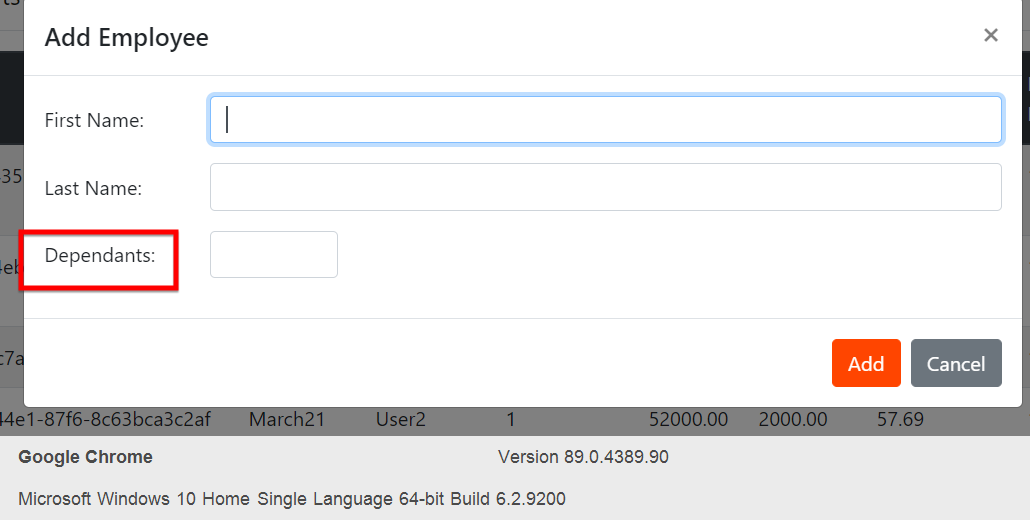 Add Employee ×
First Name:
Last Name:
Dependants:
Add Cancel
44e1-87f6-8c63bca3c2af March21 User2 1 52000.00 2000.00 57.69
Google Chrome Version 89.0.4389.90
Microsoft Windows 10 Home Single Language 64-bit Build 6.2.9200